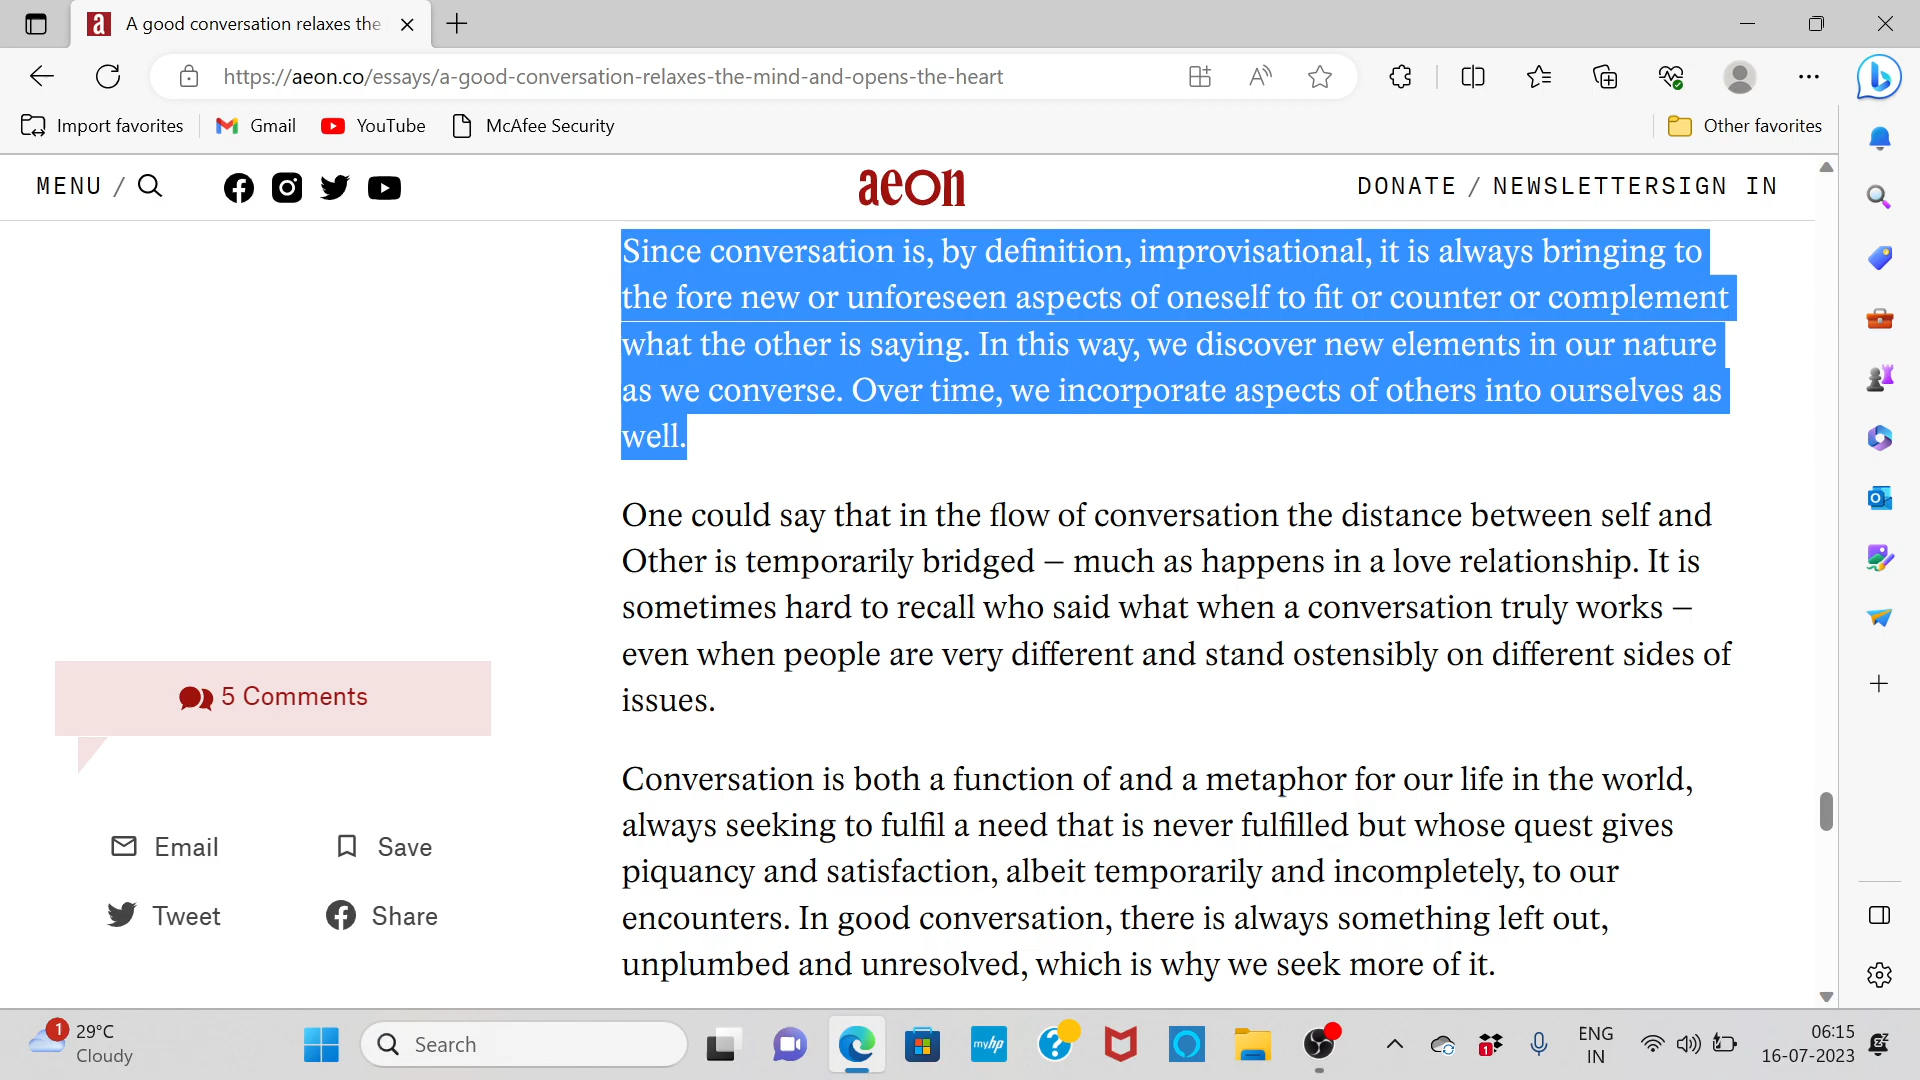 A good conversation relaxes the
https://aeon.co/essays/a-good-conversation-relaxes-the-mind-and-opens-the-heart
Import favorites
Gmail
YouTube
McAfee Security
Other favorites
MENU /
aeon
DONATE / NEWSLETTERSIGN IN
Since conversation is, by definition, improvisational, it is always bringing to
the fore new or unforeseen aspects of oneself to fit or counter or complement
what the other is saying. In this way, we discover new elements in our nature
as we converse. Over time, we incorporate aspects of others into ourselves as
well.
One could say that in the flow of conversation the distance between self and
Other is temporarily bridged – much as happens in a love relationship. It is
sometimes hard to recall who said what when a conversation truly works –
even when people are very different and stand ostensibly on different sides of
issues.
5 Comments
Email
Save
Tweet
Share
Conversation is both a function of and a metaphor for our life in the world,
always seeking to fulfil a need that is never fulfilled but whose quest gives
piquancy and satisfaction, albeit temporarily and incompletely, to our
encounters. In good conversation, there is always something left out,
unplumbed and unresolved, which is why we seek more of it.
1
29°C
Cloudy
Search
myhp
1
ENG
IN
06:15
16-07-2023